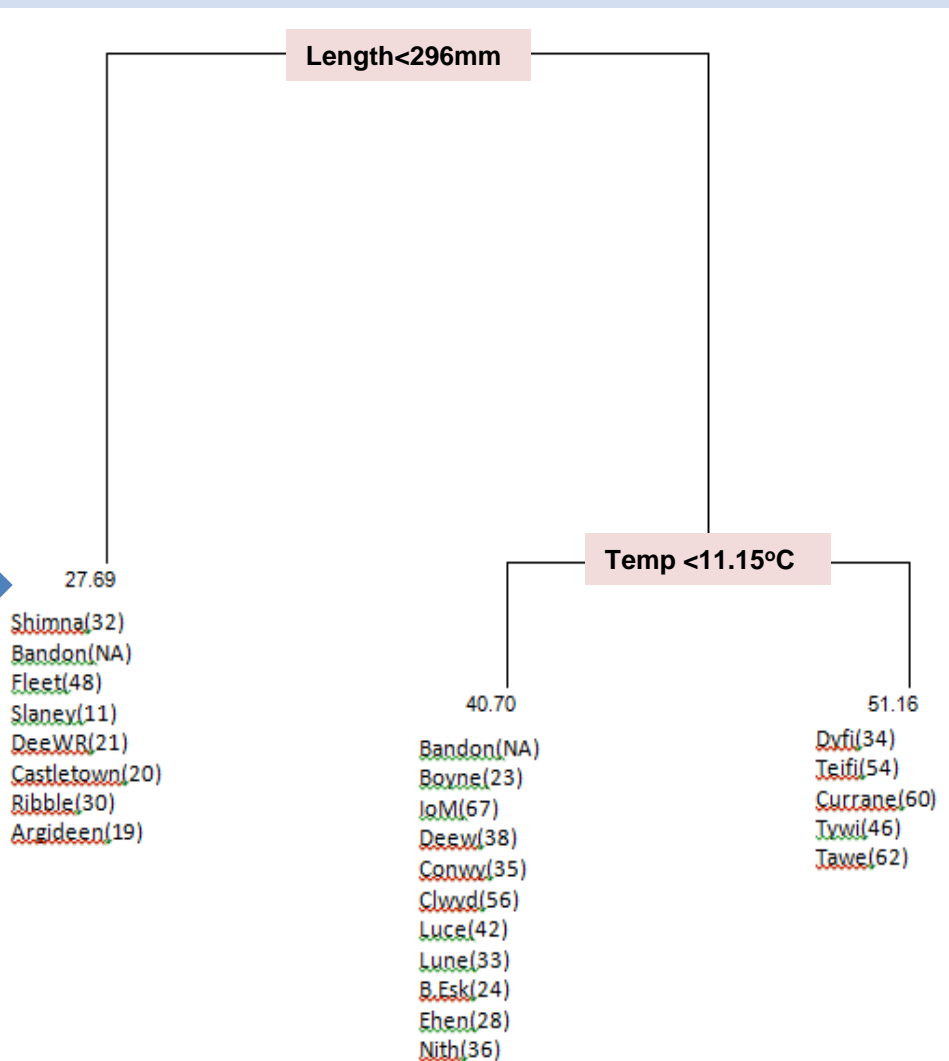 Length<296mm
Temp <11.15°C
27.69
Shimna(32)
Bandon(NA)
Fleet(48)
Slaney(11)
DeeWR(21)
Castletown(20)
Ribble(30)
Argideen(19)
40.70
Bandon(NA)
Boyne(23)
IoM(67)
Deew(38)
Conwy(35)
Clwyd(56)
Luce(42)
Lune(33)
B.Esk(24)
Ehen(28)
Nith(36)
51.16
Dyfi(34)
Teifi(54)
Currane(60)
Tywi(46)
Tawe(62)